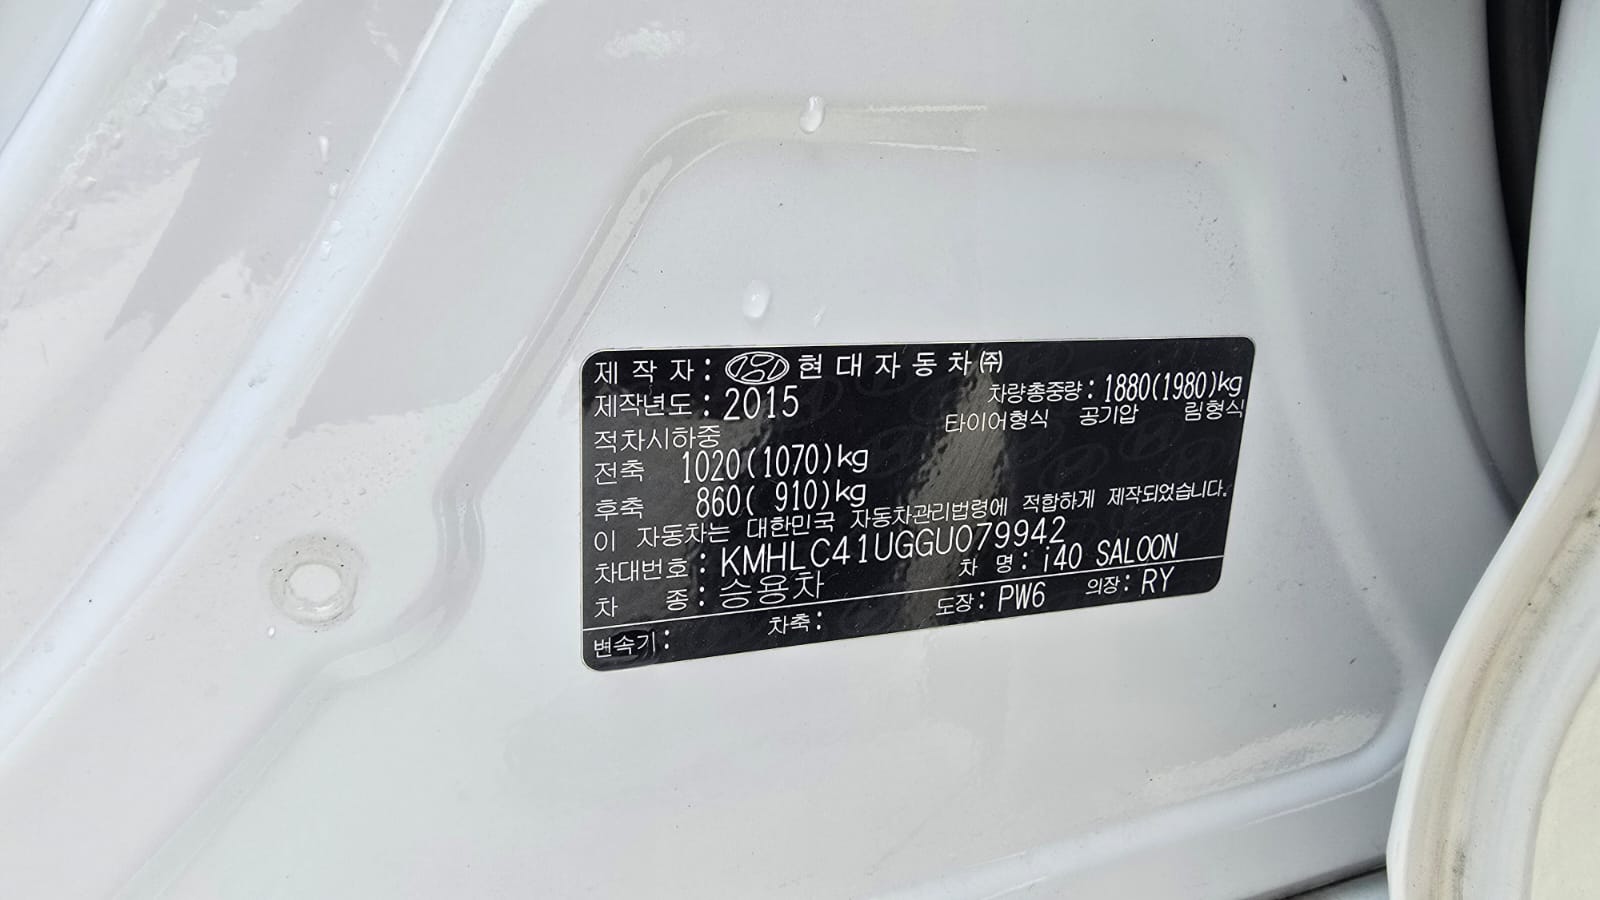 제 작 자 : 현대자동차㈜
제작년도 : 2015 차량총중량 : 1880(1980)kg
적차시하중 타이어형식 공기압 림형식
전축 1020(1070)kg
후축 860( 910)kg
이 자동차는 대한민국 자동차관리법령에 적합하게 제작되었습니다.
차대번호 : KMHLC41UGGU079942
차 종 : 승용차 차 명 : i40 SALOON
변속기 : 차축 : 도장 : PW6 의장 : RY